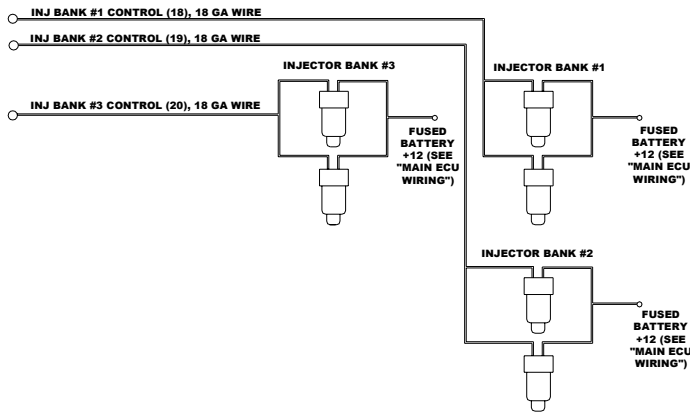 INJ BANK #1 CONTROL (18), 18 GA WIRE
INJ BANK #2 CONTROL (19), 18 GA WIRE
INJECTOR BANK #3
INJECTOR BANK #1
INJ BANK #3 CONTROL (20), 18 GA WIRE
FUSED
BATTERY
+12 (SEE
"MAIN ECU
WIRING")
FUSED
BATTERY
+12 (SEE
"MAIN ECU
WIRING")
INJECTOR BANK #2
FUSED
BATTERY
+12 (SEE
"MAIN ECU
WIRING")